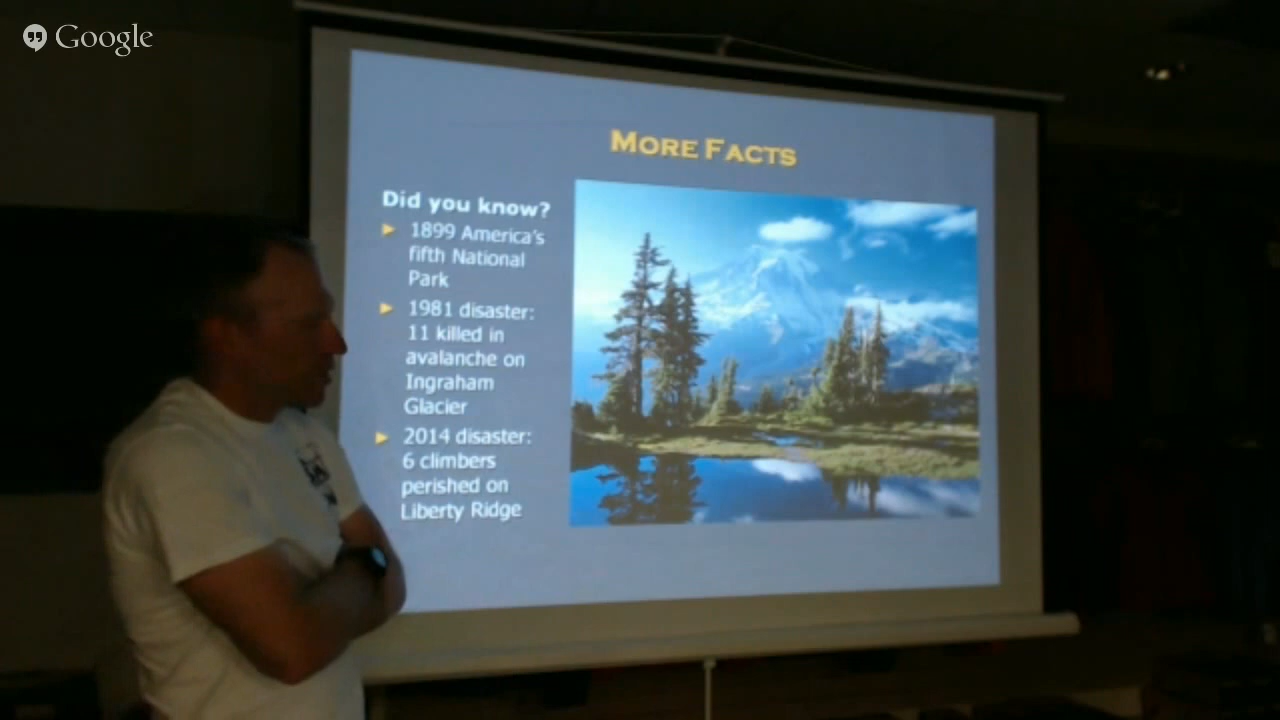 Google
MORE FACTS
Did you know?
1899 America's
fifth National
Park
1981 disaster:
11 killed in
avalanche on
Ingraham
Glacier
2014 disaster:
6 climbers
perished on
Liberty Ridge